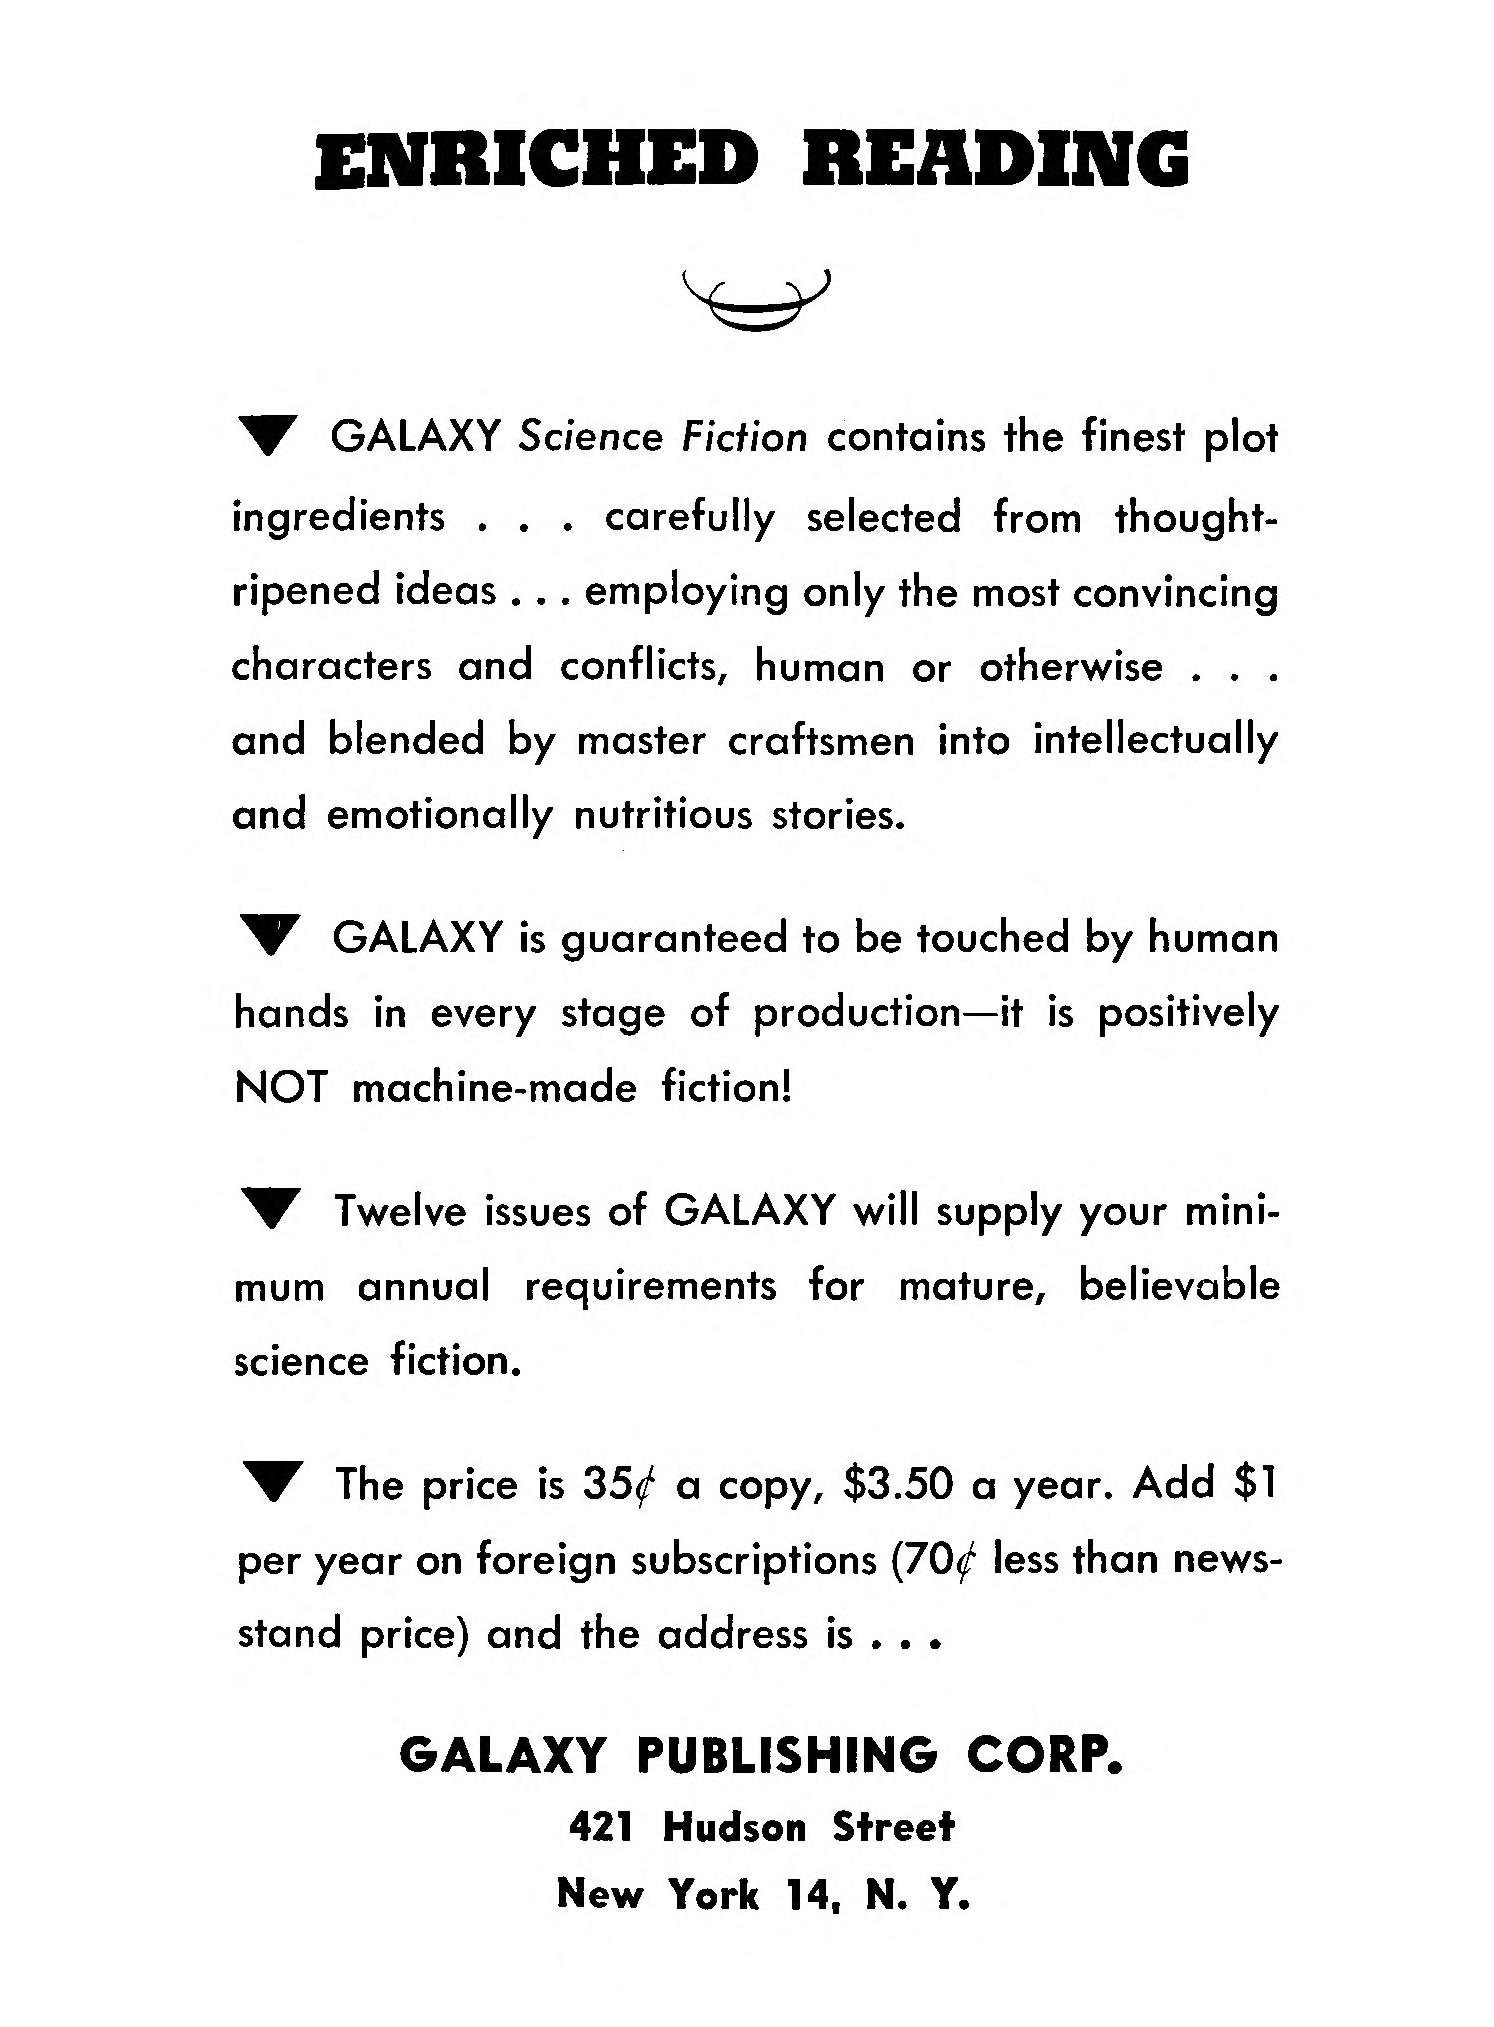 ENRICHED READING
▼ GALAXY Science Fiction contains the finest plot
ingredients . . . carefully selected from thought-
ripened ideas . . . employing only the most convincing
characters and conflicts, human or otherwise . . .
and blended by master craftsmen into intellectually
and emotionally nutritious stories.
▼ GALAXY is guaranteed to be touched by human
hands in every stage of production—it is positively
NOT machine-made fiction!
▼ Twelve issues of GALAXY will supply your mini-
mum annual requirements for mature, believable
science fiction.
▼ The price is 35¢ a copy, $3.50 a year. Add $1
per year on foreign subscriptions (70¢ less than news-
stand price) and the address is . . .
GALAXY PUBLISHING CORP.
421 Hudson Street
New York 14, N. Y.